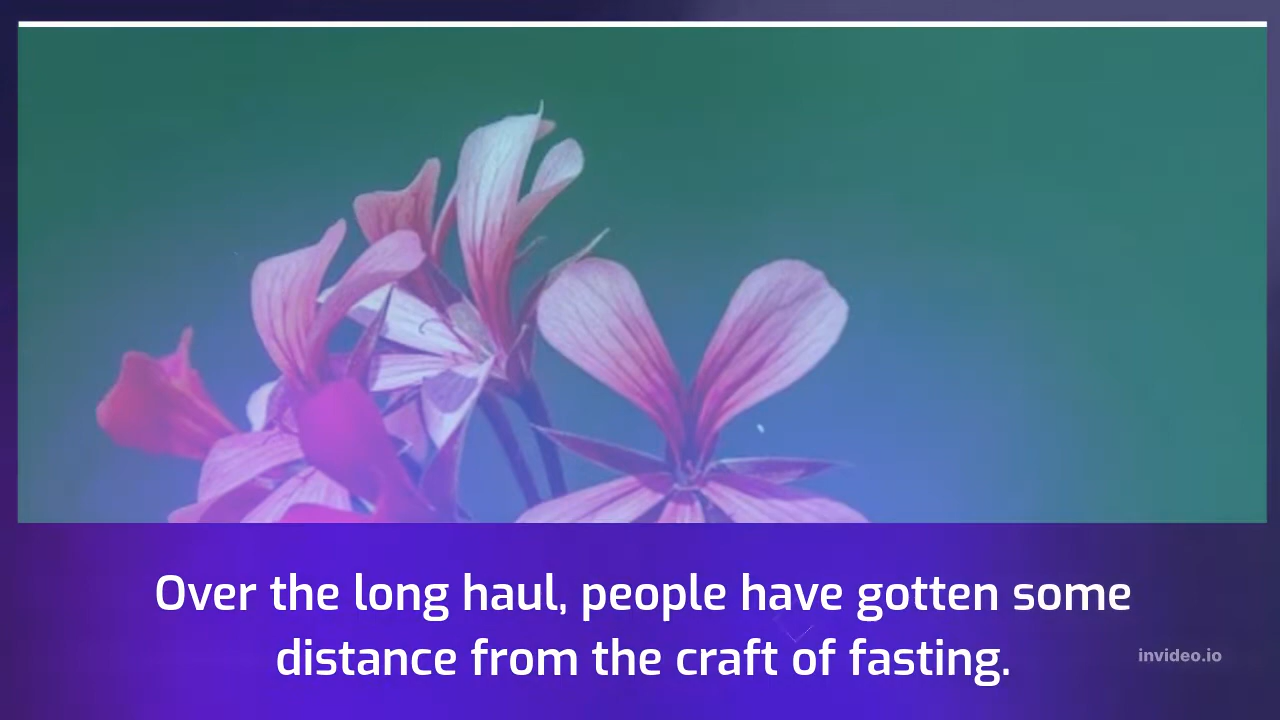 Over the long haul, people have gotten some
distance from the craft of fasting.
invideo.io